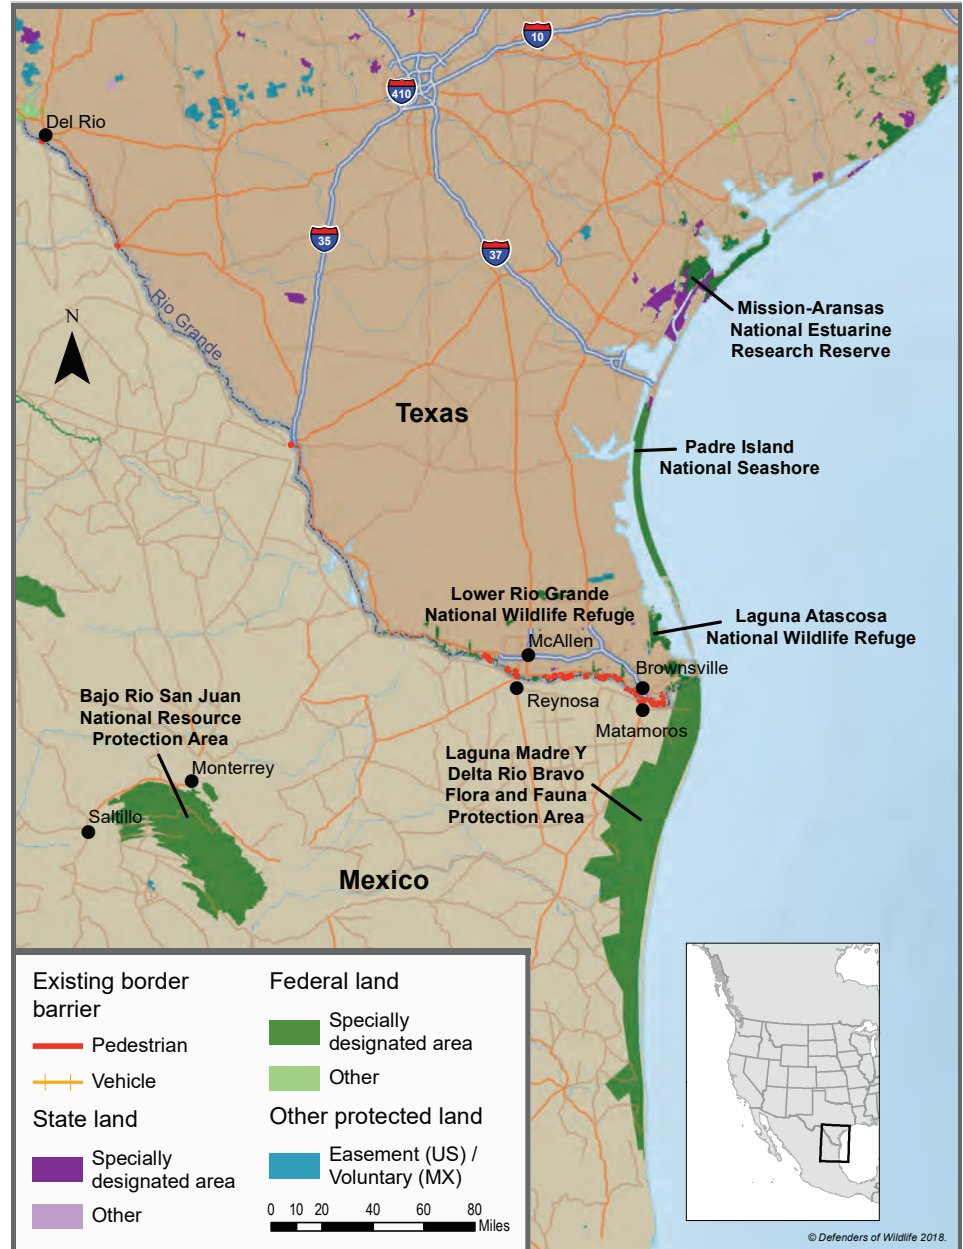 10
410
Del Rio
35
37
Rio Grande
N
Mission-Aransas
National Estuarine
Research Reserve
Texas
Padre Island
National Seashore
Lower Rio Grande
National Wildlife Refuge
McAllen
Laguna Atascosa
National Wildlife Refuge
Brownsville
Reynosa
Matamoros
Bajo Rio San Juan
National Resource
Protection Area
Monterrey
Saltillo
Laguna Madre Y
Delta Rio Bravo
Flora and Fauna
Protection Area
Mexico
Existing border
barrier
Pedestrian
Vehicle
State land
Specially
designated area
Other
Federal land
Specially
designated area
Other
Other protected land
Easement (US) /
Voluntary (MX)
0 10 20 40 60 80
Miles
© Defenders of Wildlife 2018.